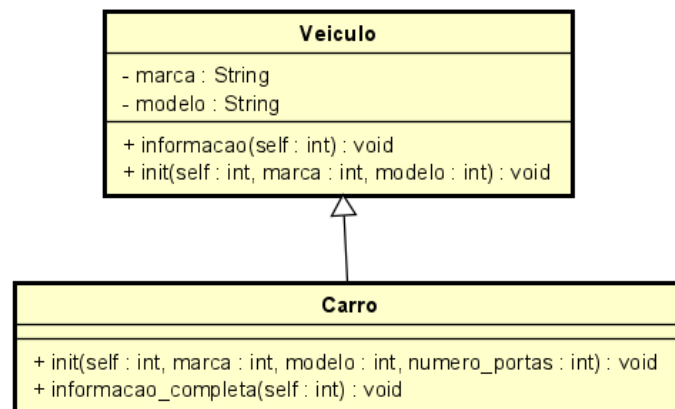 Veiculo
- marca : String
- modelo : String
+ informacao(self : int) : void
+ init(self : int, marca : int, modelo : int) : void
Carro
+ init(self : int, marca : int, modelo : int, numero_portas : int) : void
+ informacao_completa(self : int) : void